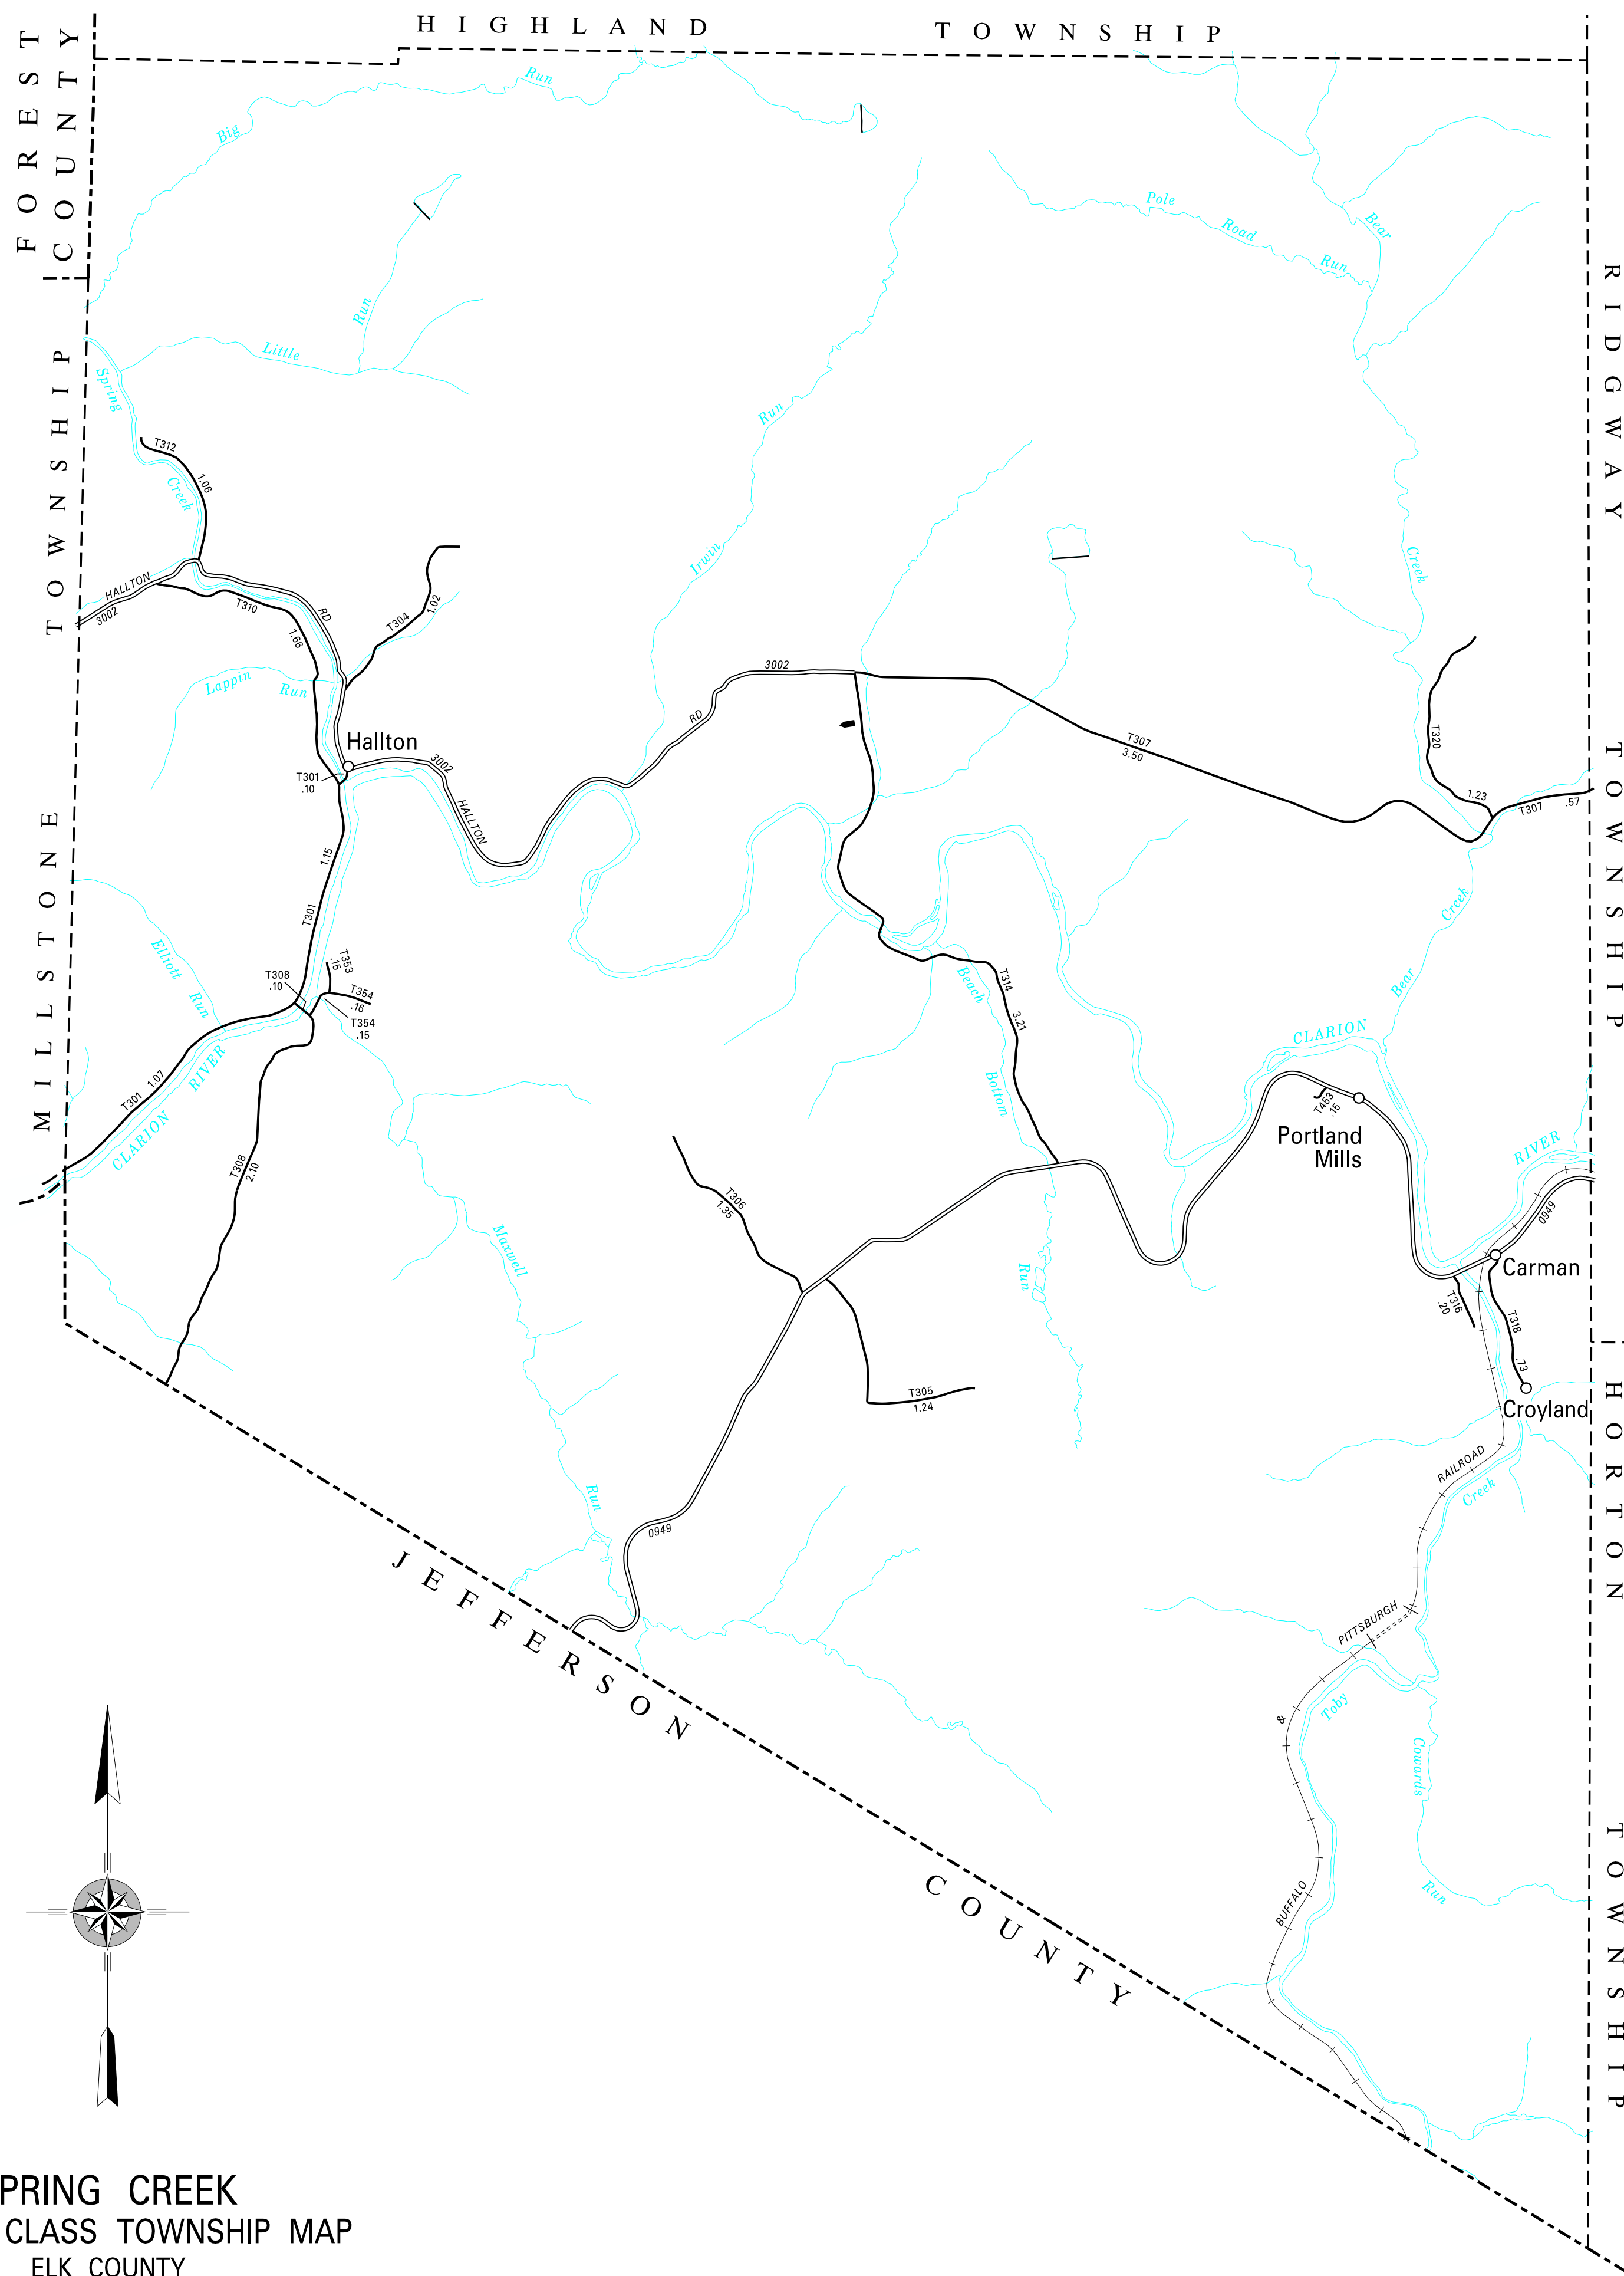 HIGHLAND TOWNSHIP
FOREST
COUNTY
Big
Run
Pole
Road
Run
Bear
RIDGWAY
TOWNSHIP
Run
Little
Spring
Creek
MILLSTONE
TOWNSHIP
T312
1.06
Run
Irwin
Creek
HALLTON
3002
RD
T310
1.66
T304
1.02
Lappin
Run
3002
RD
Hallton
3002
HALLTON
T301
.10
T307
3.50
T320
1.23
T307
.57
1.15
T301
Creek
Bear
Elliott
Run
T308
.10
T353
.15
T354
.16
T354
.15
Beach
T314
3.21
Bottom
Run
CLARION
RIVER
T301
1.07
RIVER
CLARION
T453
.15
Portland
Mills
T308
2.10
T306
1.35
Maxwell
Run
0949
Carman
T316
.20
T318
.73
Croyland
T305
1.24
HORTON
TOWNSHIP
RAILROAD
Creek
0949
JEFFERSON
COUNTY
PITTSBURGH
&
BUFFALO
Toby
Cowards
Run
PRING CREEK
CLASS TOWNSHIP MAP
ELK COUNTY